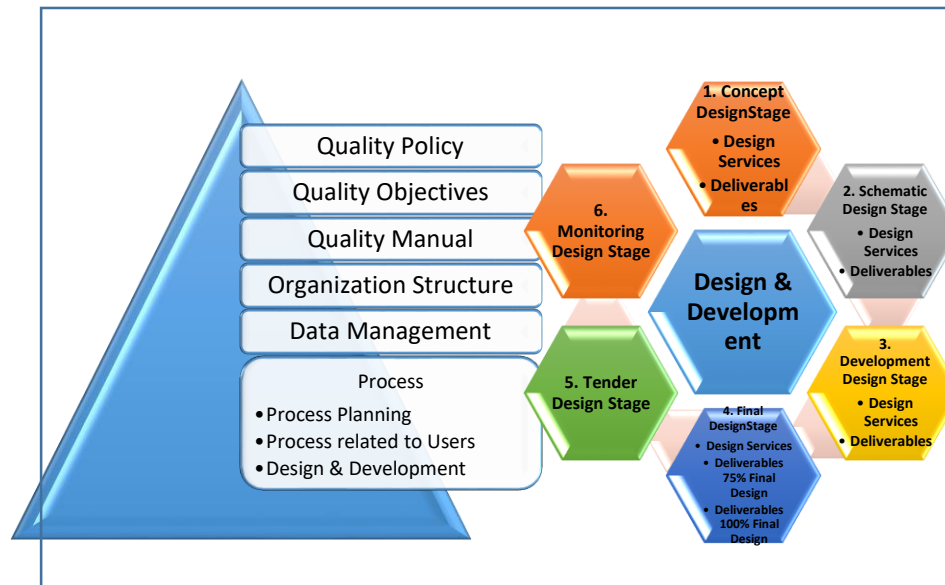 Quality Policy
Quality Objectives
Quality Manual
Organization Structure
Data Management
Process
•Process Planning
•Process related to Users
•Design & Development
1. Concept
DesignStage
• Design
Services
• Deliverabl
es
2. Schematic
Design Stage
• Design
Services
• Deliverables
3.
Development
Design Stage
• Design
Services
• Deliverables
4. Final
DesignStage
• Design Services
• Deliverables
75% Final
Design
• Deliverables
100% Final
Design
5. Tender
Design Stage
6.
Monitoring
Design Stage
Design &
Developm
ent